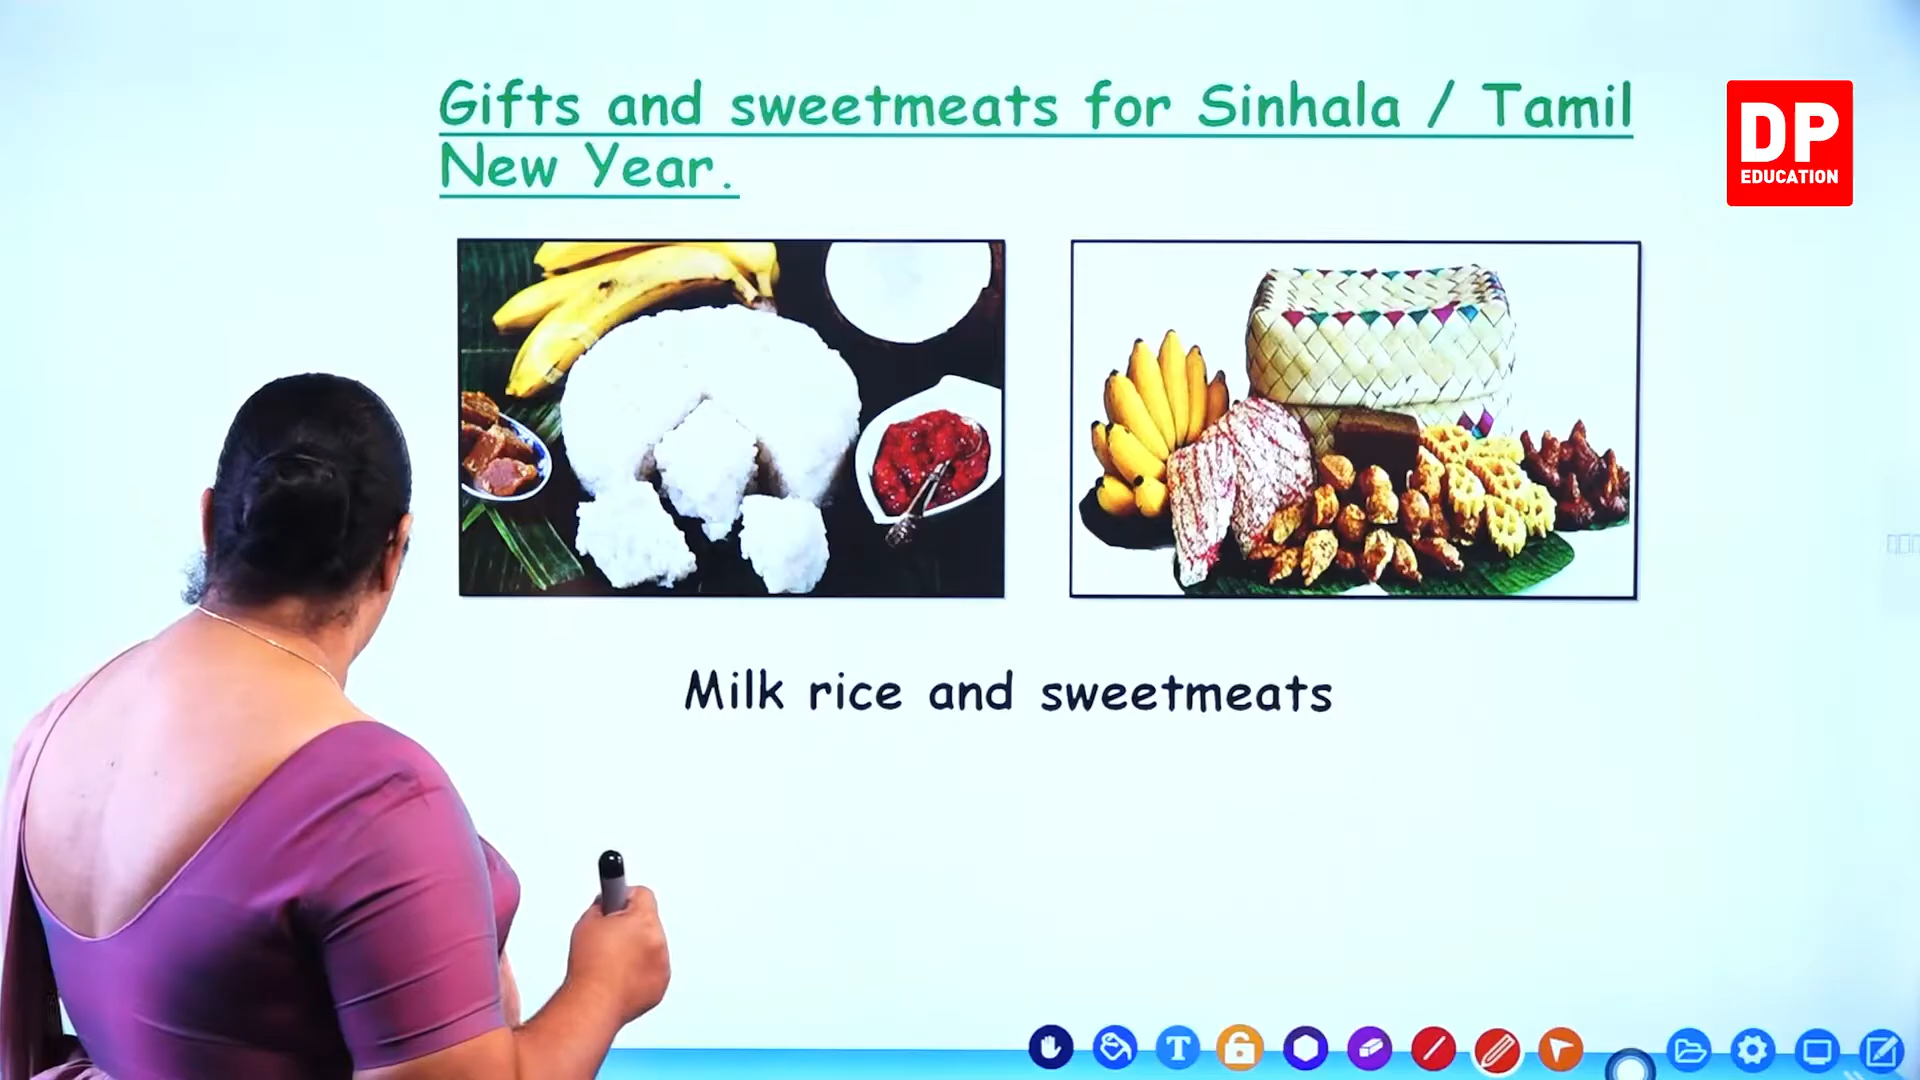 Gifts and sweetmeats for Sinhala / Tamil
New Year.
DP
EDUCATION
Milk rice and sweetmeats
T